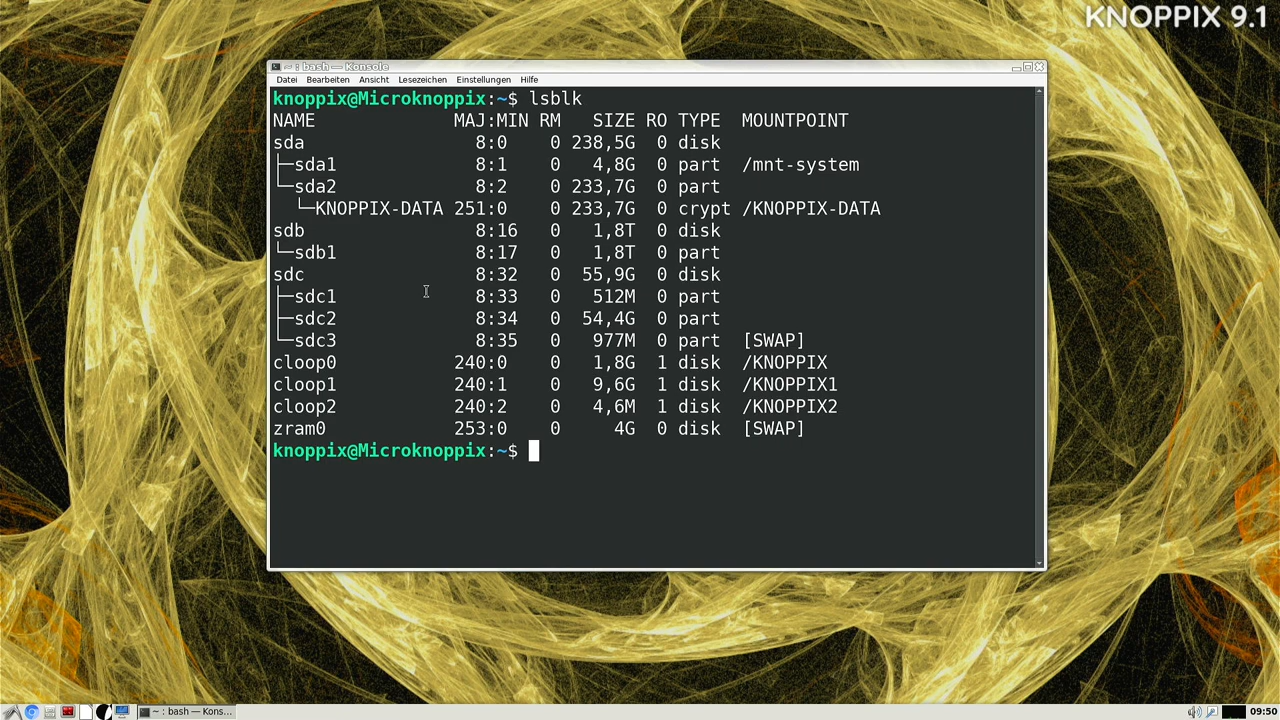 KNOPPIX 9.1
~ : bash — Konsole
Datei Bearbeiten Ansicht Lesezeichen Einstellungen Hilfe
knoppix@Microknoppix:~$ lsblk
NAME MAJ:MIN RM SIZE RO TYPE MOUNTPOINT
sda 8:0 0 238,5G 0 disk
├─sda1 8:1 0 4,8G 0 part /mnt-system
└─sda2 8:2 0 233,7G 0 part
└─KNOPPIX-DATA 251:0 0 233,7G 0 crypt /KNOPPIX-DATA
sdb 8:16 0 1,8T 0 disk
└─sdb1 8:17 0 1,8T 0 part
sdc 8:32 0 55,9G 0 disk
├─sdc1 8:33 0 512M 0 part
├─sdc2 8:34 0 54,4G 0 part
└─sdc3 8:35 0 977M 0 part [SWAP]
cloop0 240:0 0 1,8G 1 disk /KNOPPIX
cloop1 240:1 0 9,6G 1 disk /KNOPPIX1
cloop2 240:2 0 4,6M 1 disk /KNOPPIX2
zram0 253:0 0 4G 0 disk [SWAP]
knoppix@Microknoppix:~$
~ : bash — Kons...
09:50